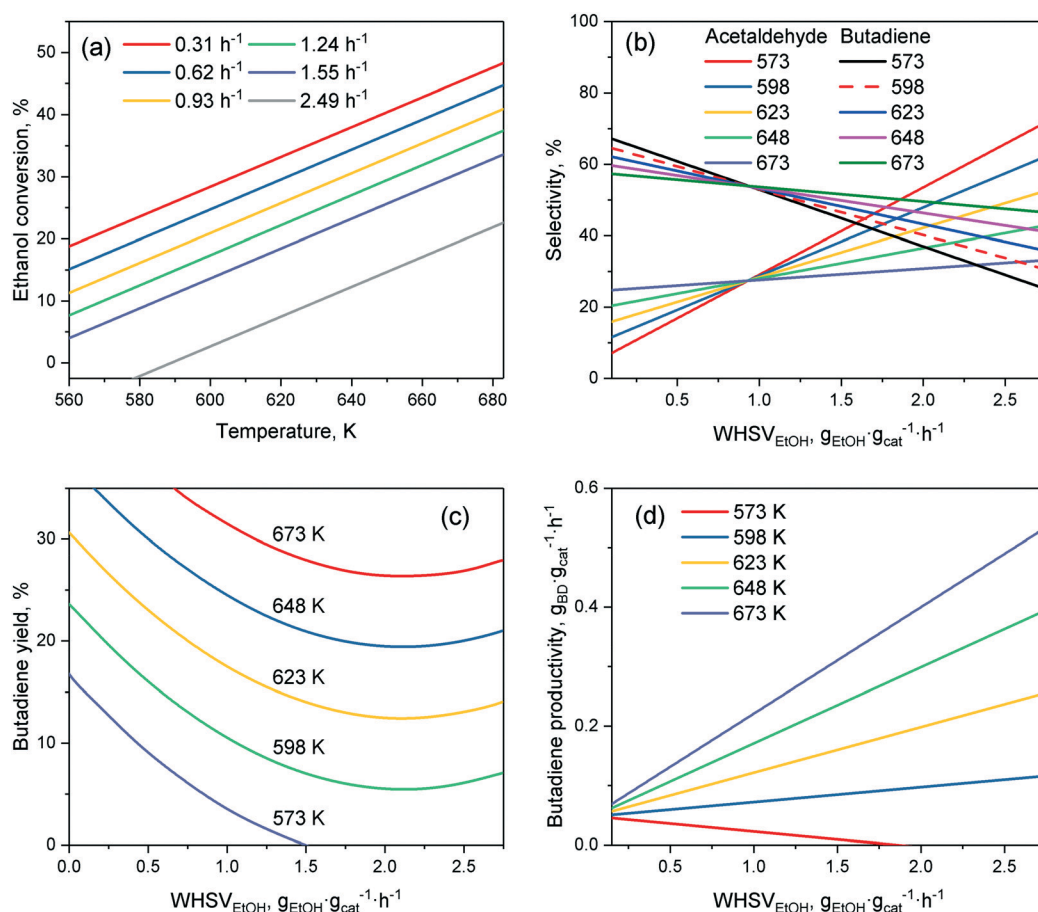 (a)
0.31 h⁻¹ 1.24 h⁻¹
0.62 h⁻¹ 1.55 h⁻¹
0.93 h⁻¹ 2.49 h⁻¹
Ethanol conversion, %
50
40
30
20
10
0
560 580 600 620 640 660 680
Temperature, K
(b)
Acetaldehyde Butadiene
573 573
598 598
623 623
648 648
673 673
Selectivity, %
100
80
60
40
20
0
0.5 1.0 1.5 2.0 2.5
WHSV_EtOH, g_EtOH·g_cat⁻¹·h⁻¹
(c)
673 K
648 K
623 K
598 K
573 K
Butadiene yield, %
30
20
10
0
0.0 0.5 1.0 1.5 2.0 2.5
WHSV_EtOH, g_EtOH·g_cat⁻¹·h⁻¹
(d)
573 K
598 K
623 K
648 K
673 K
Butadiene productivity, g_BD·g_cat⁻¹·h⁻¹
0.6
0.4
0.2
0.0
0.5 1.0 1.5 2.0 2.5
WHSV_EtOH, g_EtOH·g_cat⁻¹·h⁻¹